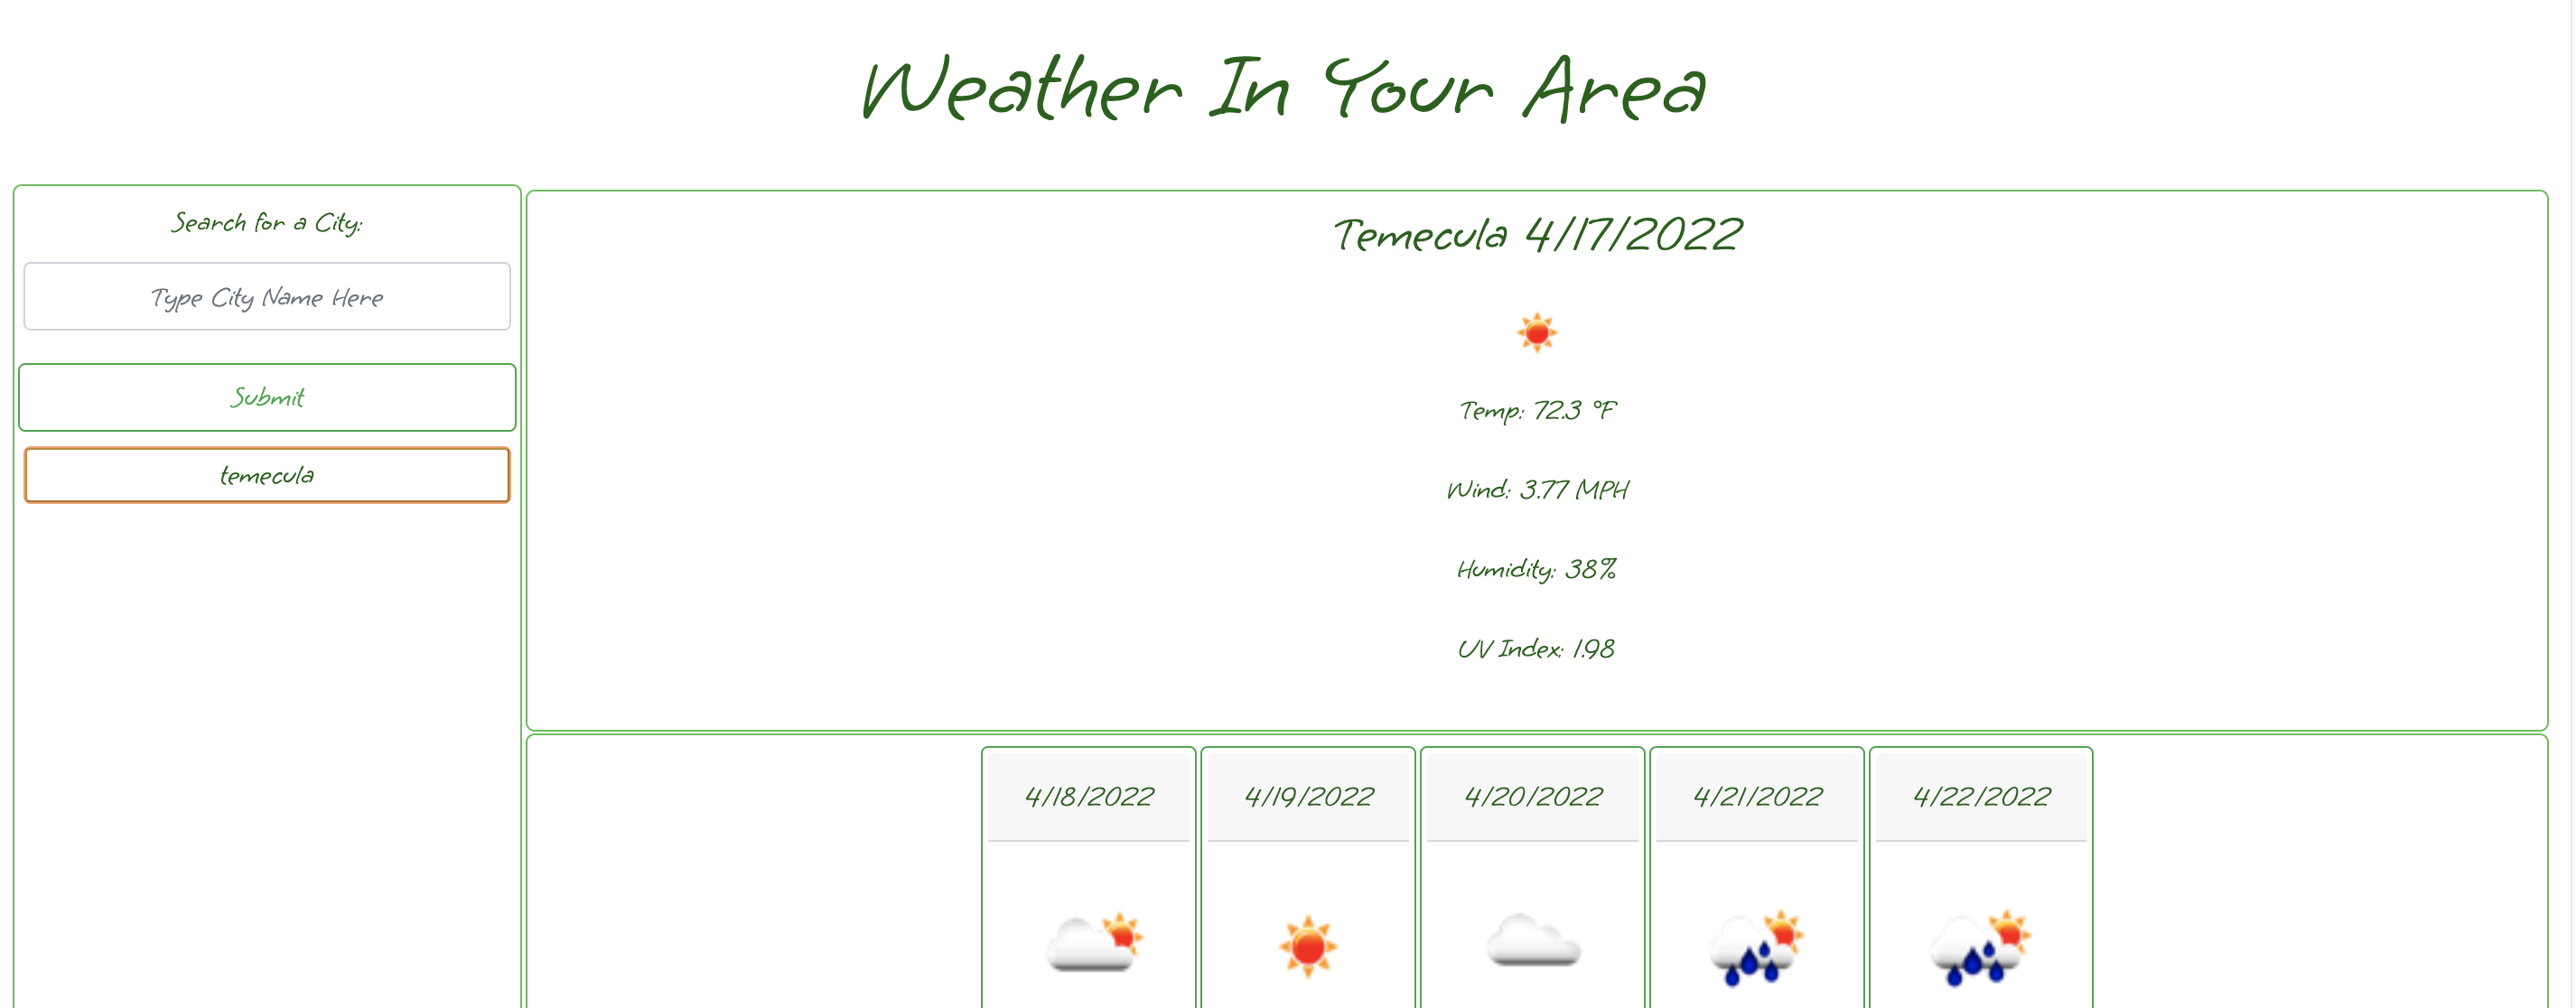 Weather In Your Area
Search for a City:
Type City Name Here
Submit
temecula
Temecula 4/17/2022
Temp: 72.3 °F
Wind: 3.77 MPH
Humidity: 38%
UV Index: 1.98
4/18/2022
4/19/2022
4/20/2022
4/21/2022
4/22/2022